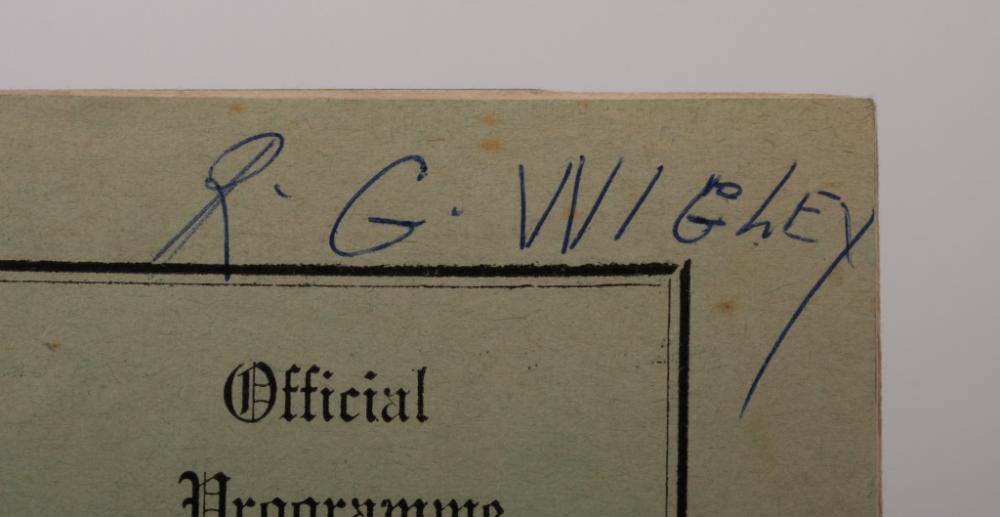 R. G. WIGLEY
Official
Programme